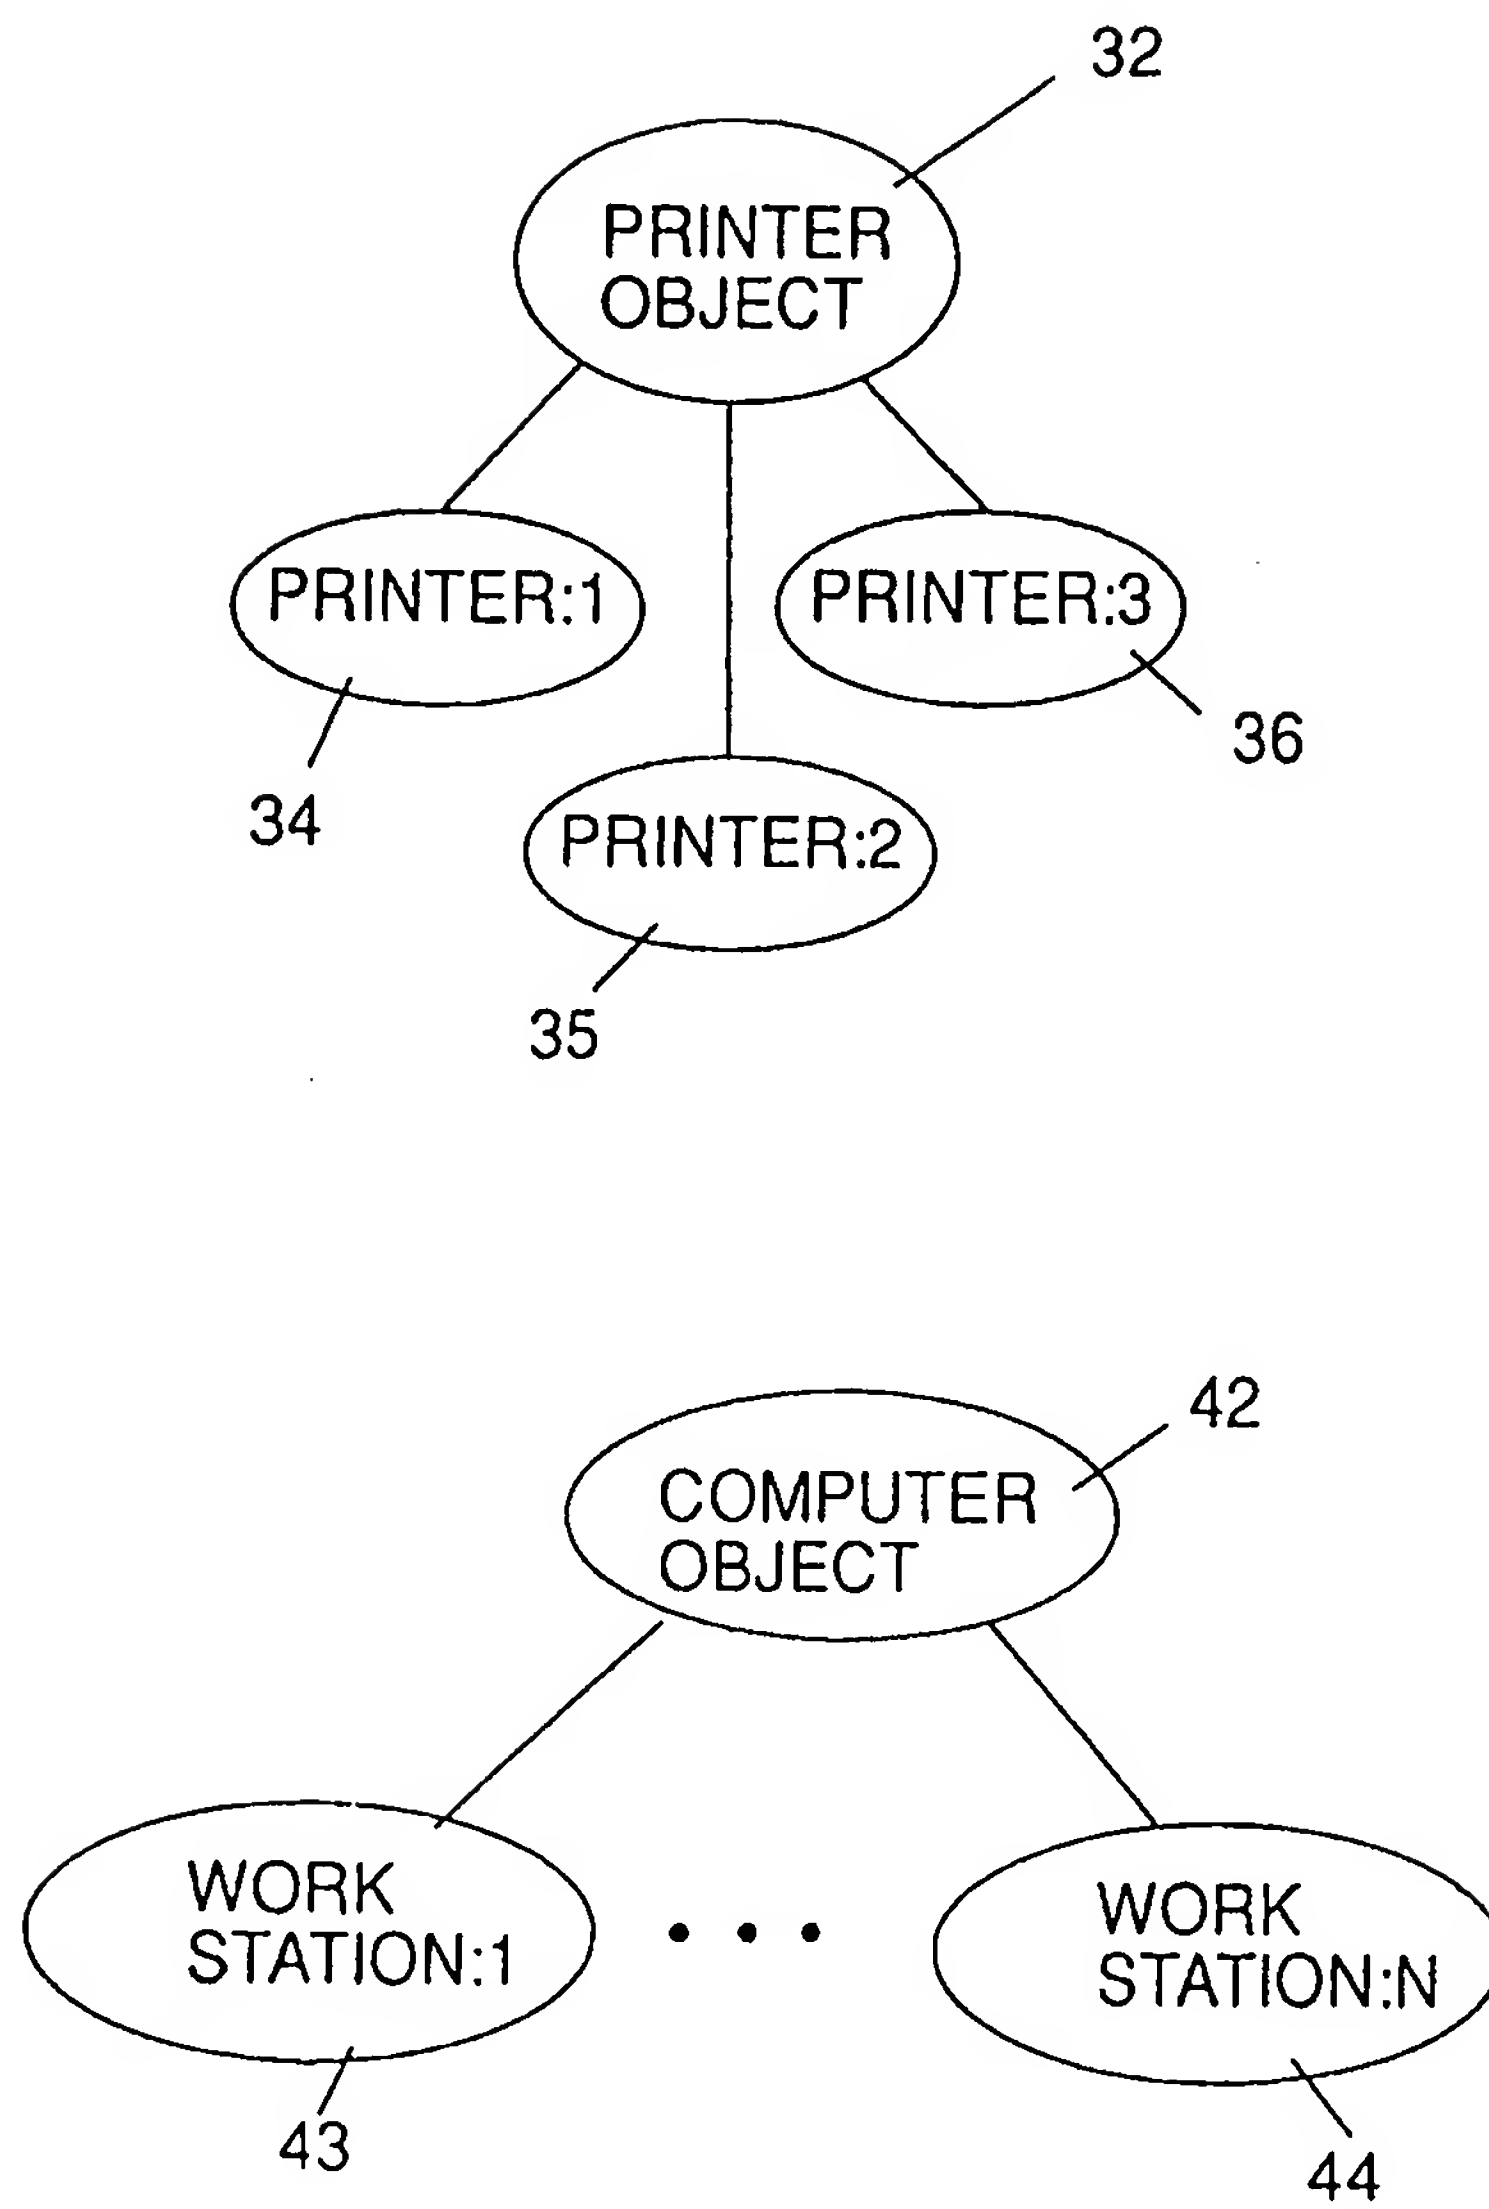 32
PRINTER
OBJECT
PRINTER:1
PRINTER:3
36
34
PRINTER:2
35
42
COMPUTER
OBJECT
WORK
STATION:1
WORK
STATION:N
43
44